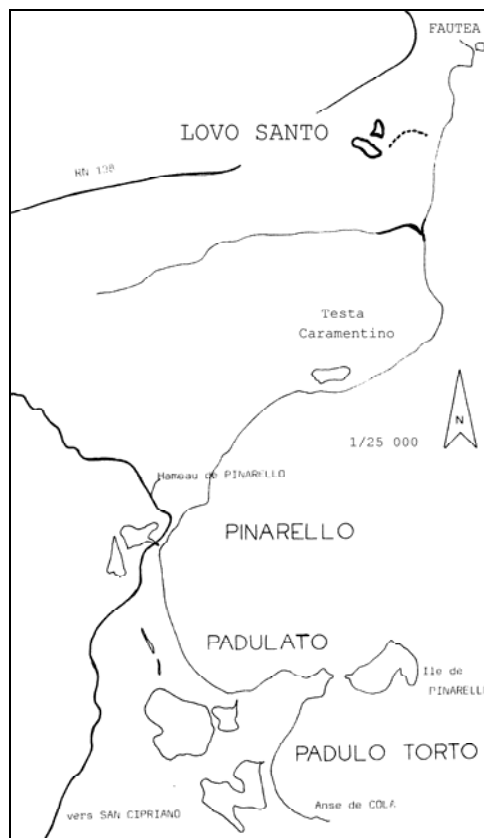 FAUTEA
LOVO SANTO
RN 198
Testa
Caramentino
N
1/25 000
Hameau de PINARELLO
PINARELLO
PADULATO
Ile de
PINARELL
PADULO TORTO
Anse de COLA
vers SAN CIPRIANO